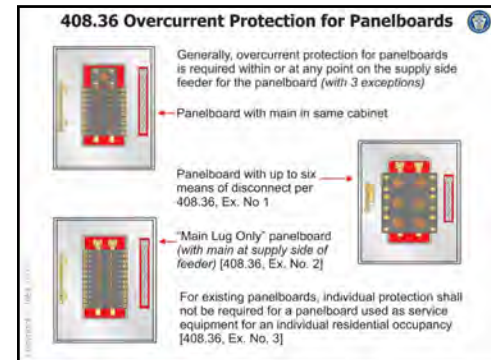 408.36 Overcurrent Protection for Panelboards
Generally, overcurrent protection for panelboards
is required within or at any point on the supply side
feeder for the panelboard (with 3 exceptions)
Panelboard with main in same cabinet
Panelboard with up to six
means of disconnect per
408.36, Ex. No 1
"Main Lug Only" panelboard
(with main at supply side of
feeder) [408.36, Ex. No. 2]
For existing panelboards, individual protection shall
not be required for a panelboard used as service
equipment for an individual residential occupancy
[408.36, Ex. No, 3]